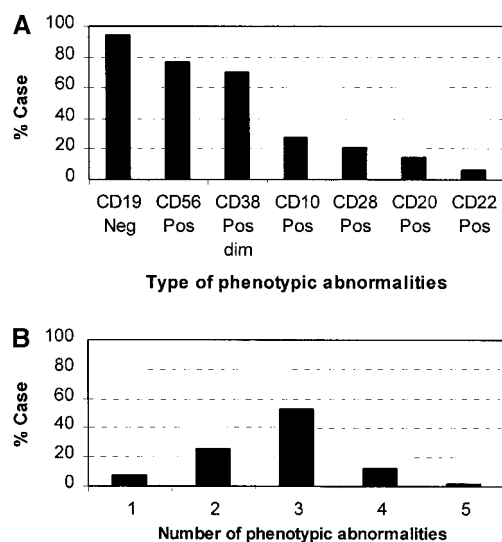 A
% Case
100
80
60
40
20
0
CD19 CD56 CD38 CD10 CD28 CD20 CD22
Neg Pos Pos Pos Pos Pos Pos
dim
Type of phenotypic abnormalities
B
% Case
100
80
60
40
20
0
1 2 3 4 5
Number of phenotypic abnormalities